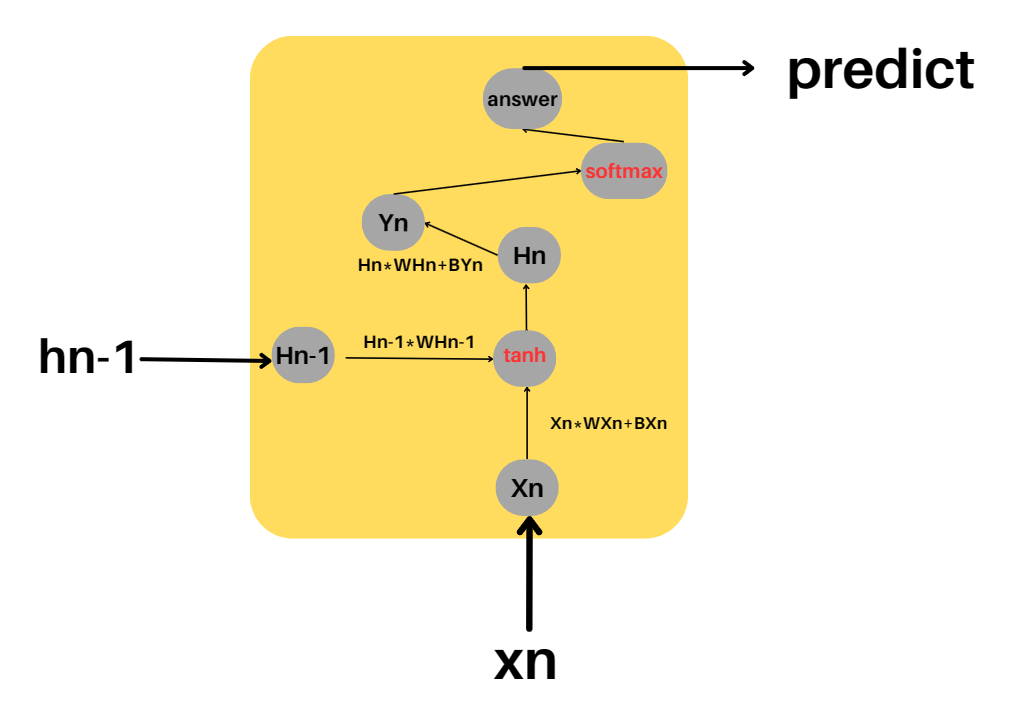 predict
answer
softmax
Yn
Hn
Hn*WHn+BYn
hn-1
Hn-1
Hn-1*WHn-1
tanh
Xn*WXn+BXn
Xn
xn